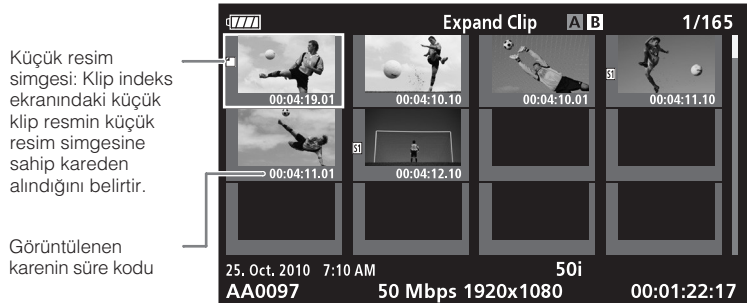 Küçük resim
simgesi: Klip indeks
ekranındaki küçük
klip resmin küçük
resim simgesine
sahip kareden
alındığını belirtir.
Görüntülenen
karenin süre kodu
Expand Clip A B 1/165
00:04:19.01 00:04:10.10 00:04:10.01 S1 00:04:11.10
00:04:11.01 S1 00:04:12.10
25. Oct. 2010 7:10 AM 50i
AA0097 50 Mbps 1920x1080 00:01:22:17